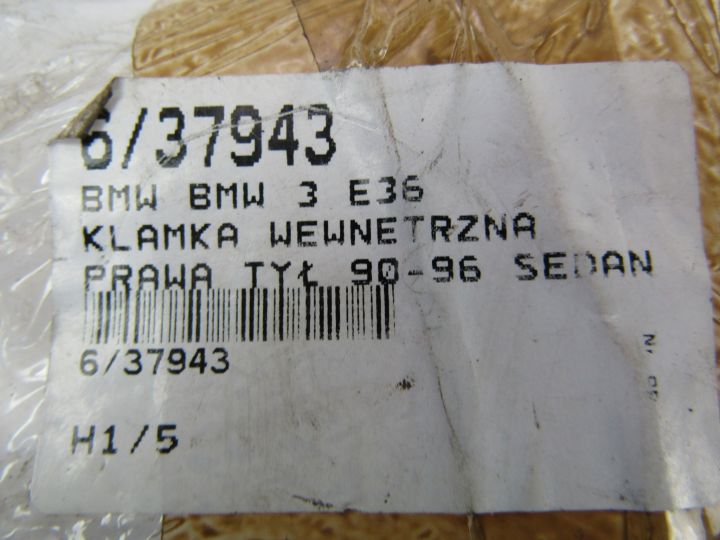 6/37943
BMW BMW 3 E36
KLAMKA WEWNETRZNA
PRAWA TYŁ 90-96 SEDAN
6/37943
H1/5